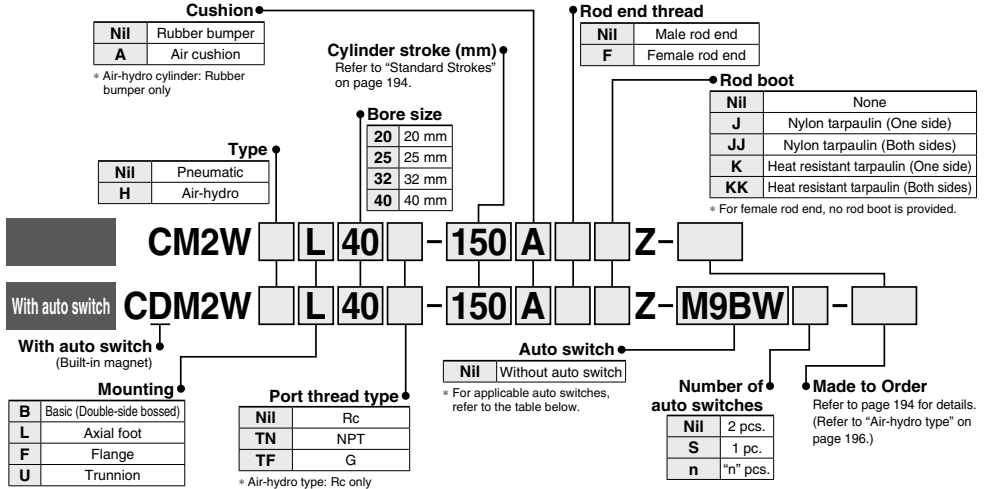 Cushion
Nil Rubber bumper
A Air cushion
* Air-hydro cylinder: Rubber
bumper only
Cylinder stroke (mm)
Refer to “Standard Strokes”
on page 194.
Rod end thread
Nil Male rod end
F Female rod end
Rod boot
Nil None
J Nylon tarpaulin (One side)
JJ Nylon tarpaulin (Both sides)
K Heat resistant tarpaulin (One side)
KK Heat resistant tarpaulin (Both sides)
* For female rod end, no rod boot is provided.
Bore size
20 20 mm
25 25 mm
32 32 mm
40 40 mm
Type
Nil Pneumatic
H Air-hydro
CM2W L 40 – 150 A Z–
With auto switch CDM2W L 40 – 150 A Z– M9BW –
With auto switch
(Built-in magnet)
Mounting
B Basic (Double-side bossed)
L Axial foot
F Flange
U Trunnion
Port thread type
Nil Rc
TN NPT
TF G
* Air-hydro type: Rc only
Auto switch
Nil Without auto switch
* For applicable auto switches,
refer to the table below.
Number of
auto switches
Nil 2 pcs.
S 1 pc.
n “n” pcs.
Made to Order
Refer to page 194 for details.
(Refer to “Air-hydro type” on
page 196.)